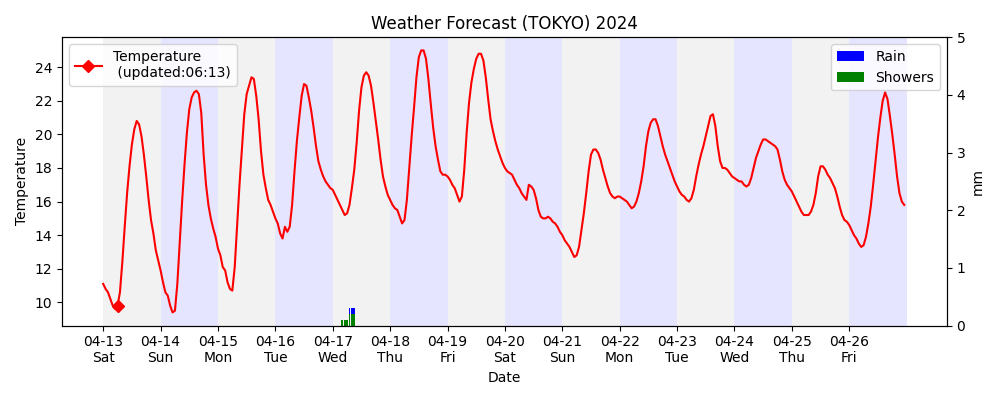 Weather Forecast (TOKYO) 2024
Temperature
(updated:06:13)
Rain
Showers
Temperature
24
22
20
18
16
14
12
10
5
4
3
2
1
0
mm
04-13 04-14 04-15 04-16 04-17 04-18 04-19 04-20 04-21 04-22 04-23 04-24 04-25 04-26
Sat Sun Mon Tue Wed Thu Fri Sat Sun Mon Tue Wed Thu Fri
Date